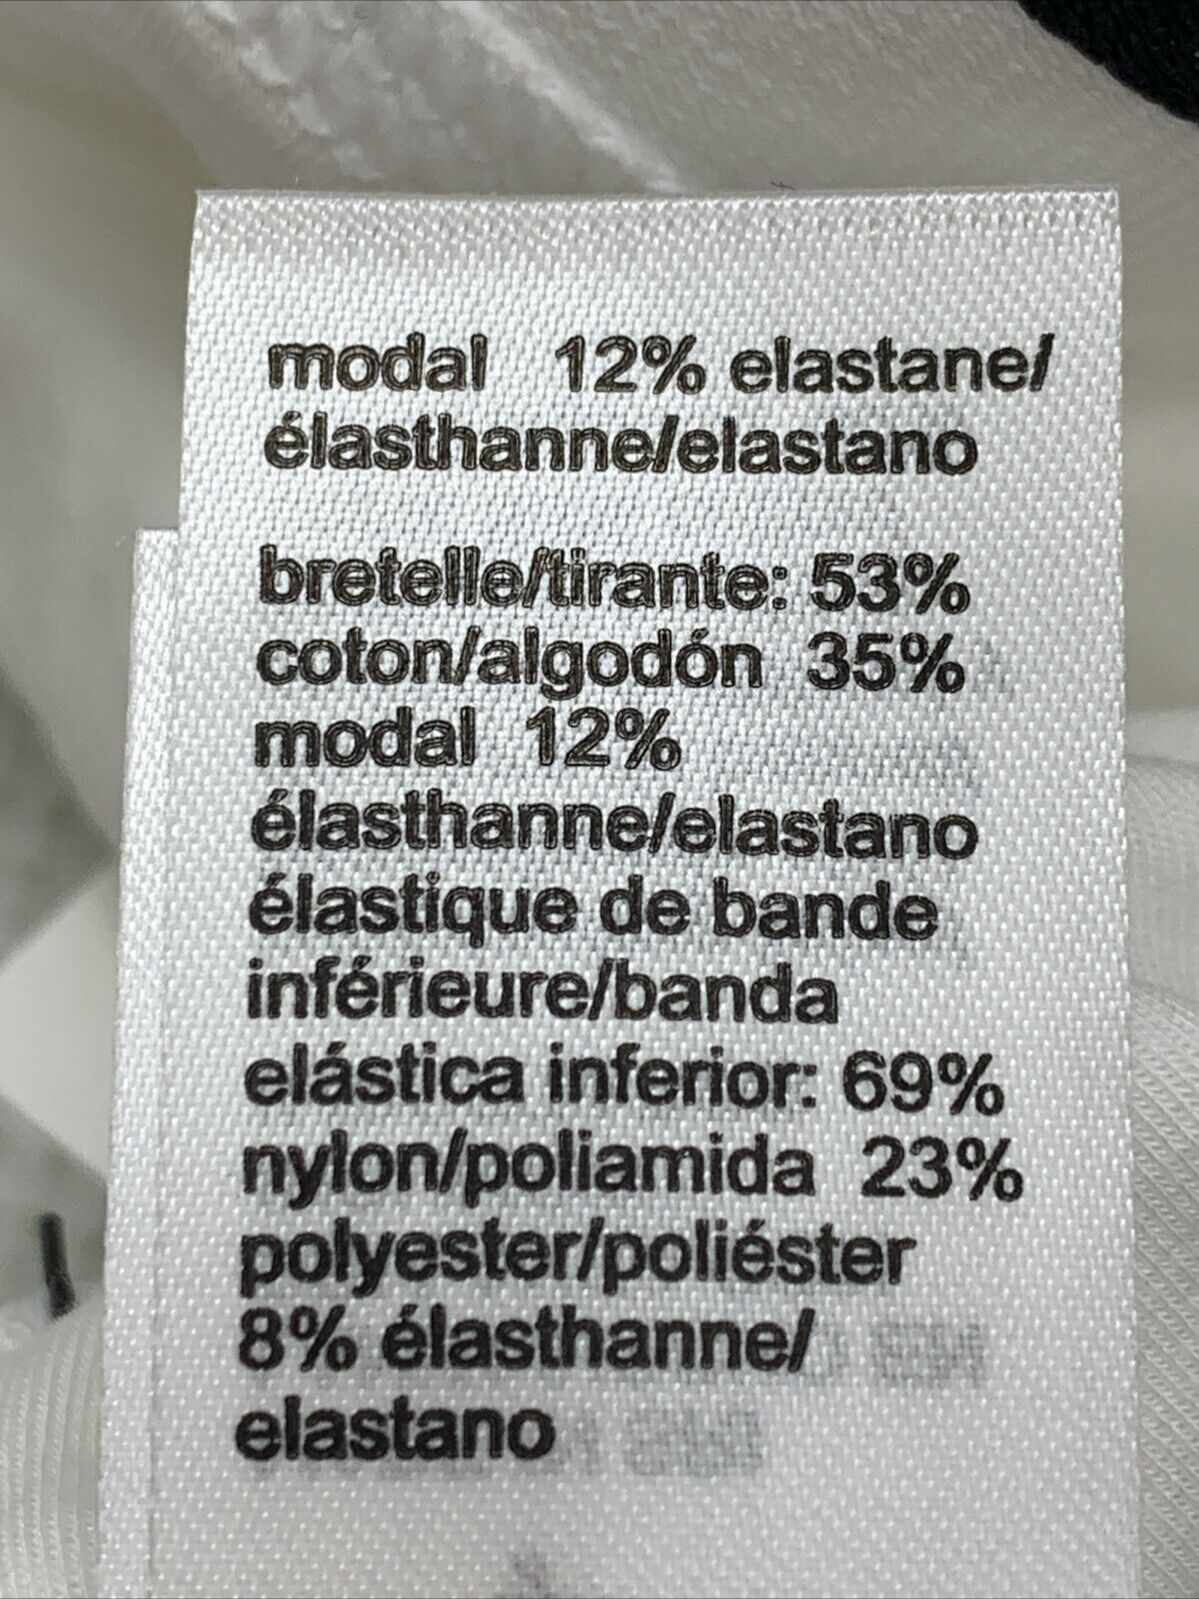 modal 12% elastane/
élasthanne/elastano
bretelle/tirante: 53%
coton/algodón 35%
modal 12%
élasthanne/elastano
élastique de bande
inférieure/banda
elástica inferior: 69%
nylon/poliamida 23%
polyester/poliéster
8% élasthanne/
elastano